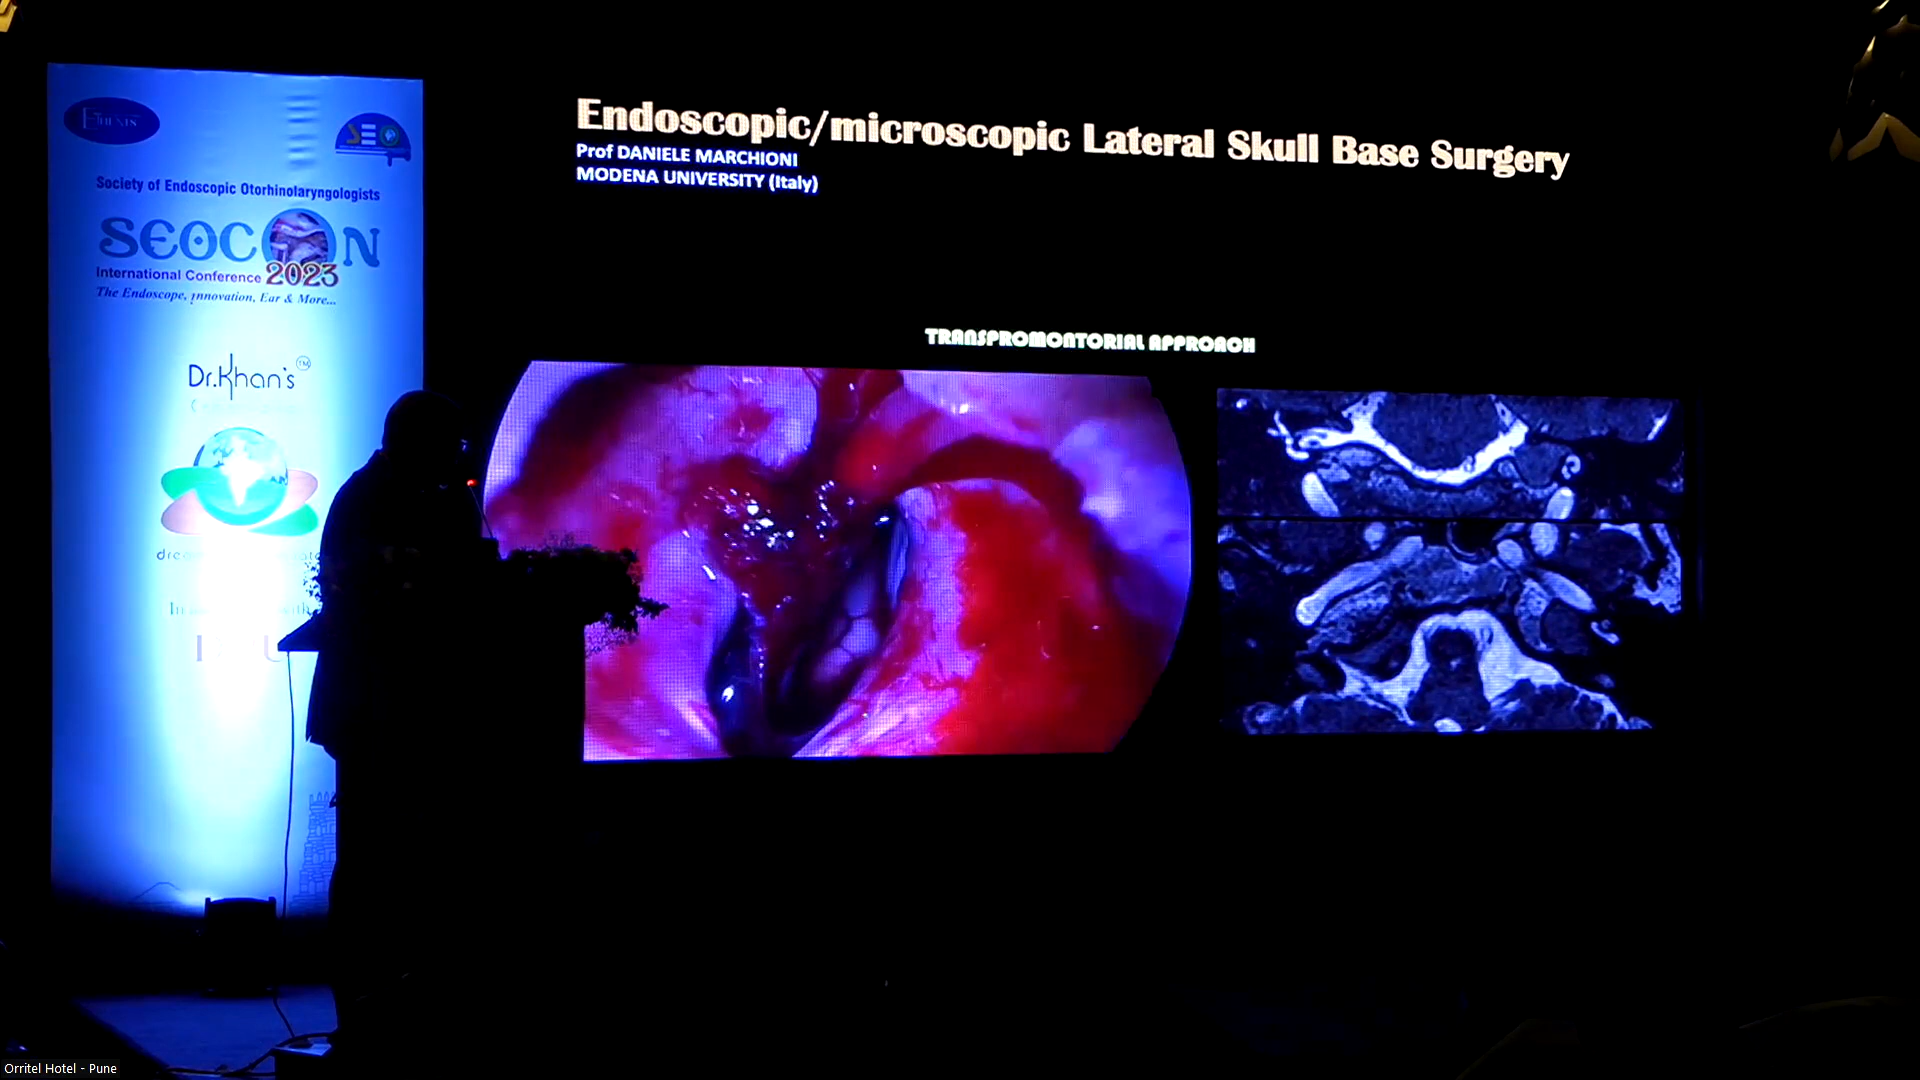 Society of Endoscopic Otorhinolaryngologists
SEOCON
International Conference 2023
The Endoscope, Innovation, Ear & More...
Dr.Khan's TM
Endoscopic/microscopic Lateral Skull Base Surgery
Prof DANIELE MARCHIONI
MODENA UNIVERSITY (Italy)
TRANSPROMONTORIAL APPROACH
Orritel Hotel - Pune